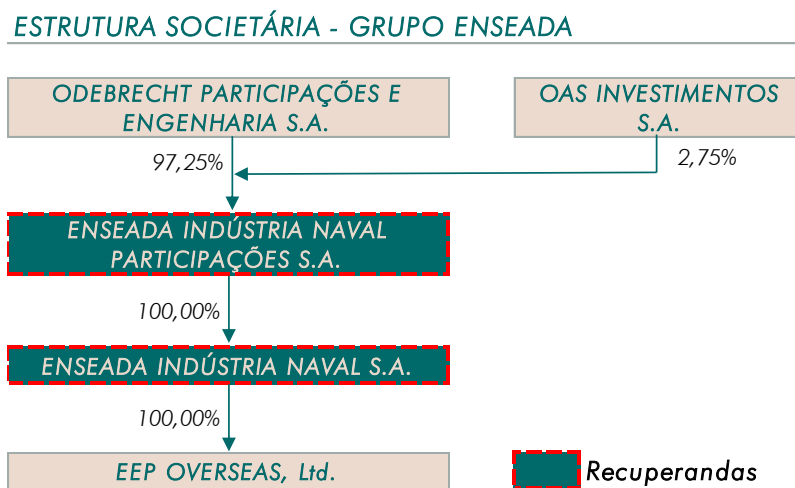 ESTRUTURA SOCIETÁRIA - GRUPO ENSEADA
ODEBRECHT PARTICIPAÇÕES E
ENGENHARIA S.A.
OAS INVESTIMENTOS
S.A.
97,25%
2,75%
ENSEADA INDÚSTRIA NAVAL
PARTICIPAÇÕES S.A.
100,00%
ENSEADA INDÚSTRIA NAVAL S.A.
100,00%
EEP OVERSEAS, Ltd.
Recuperandas